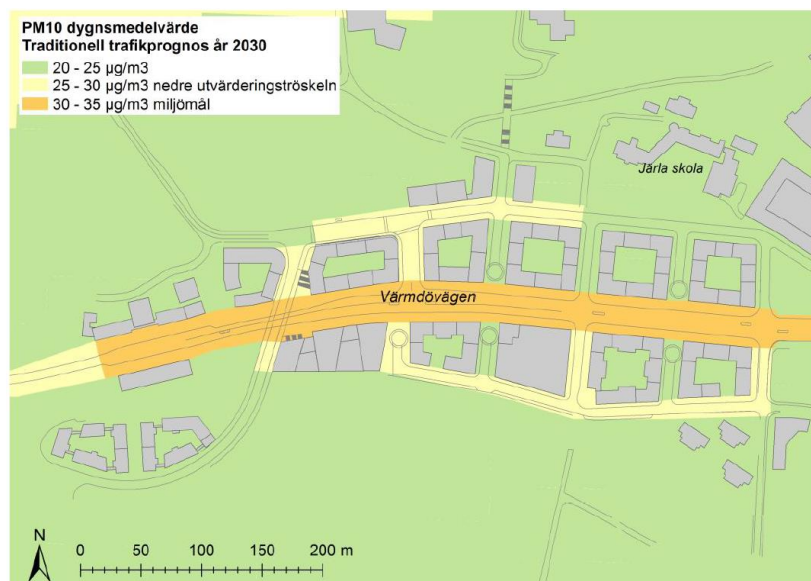 PM10 dygnsmedelvärde
Traditionell trafikprognos år 2030
20 - 25 µg/m3
25 - 30 µg/m3 nedre utvärderingströskeln
30 - 35 µg/m3 miljömål
Järla skola
Värmdövägen
N
0 50 100 150 200 m